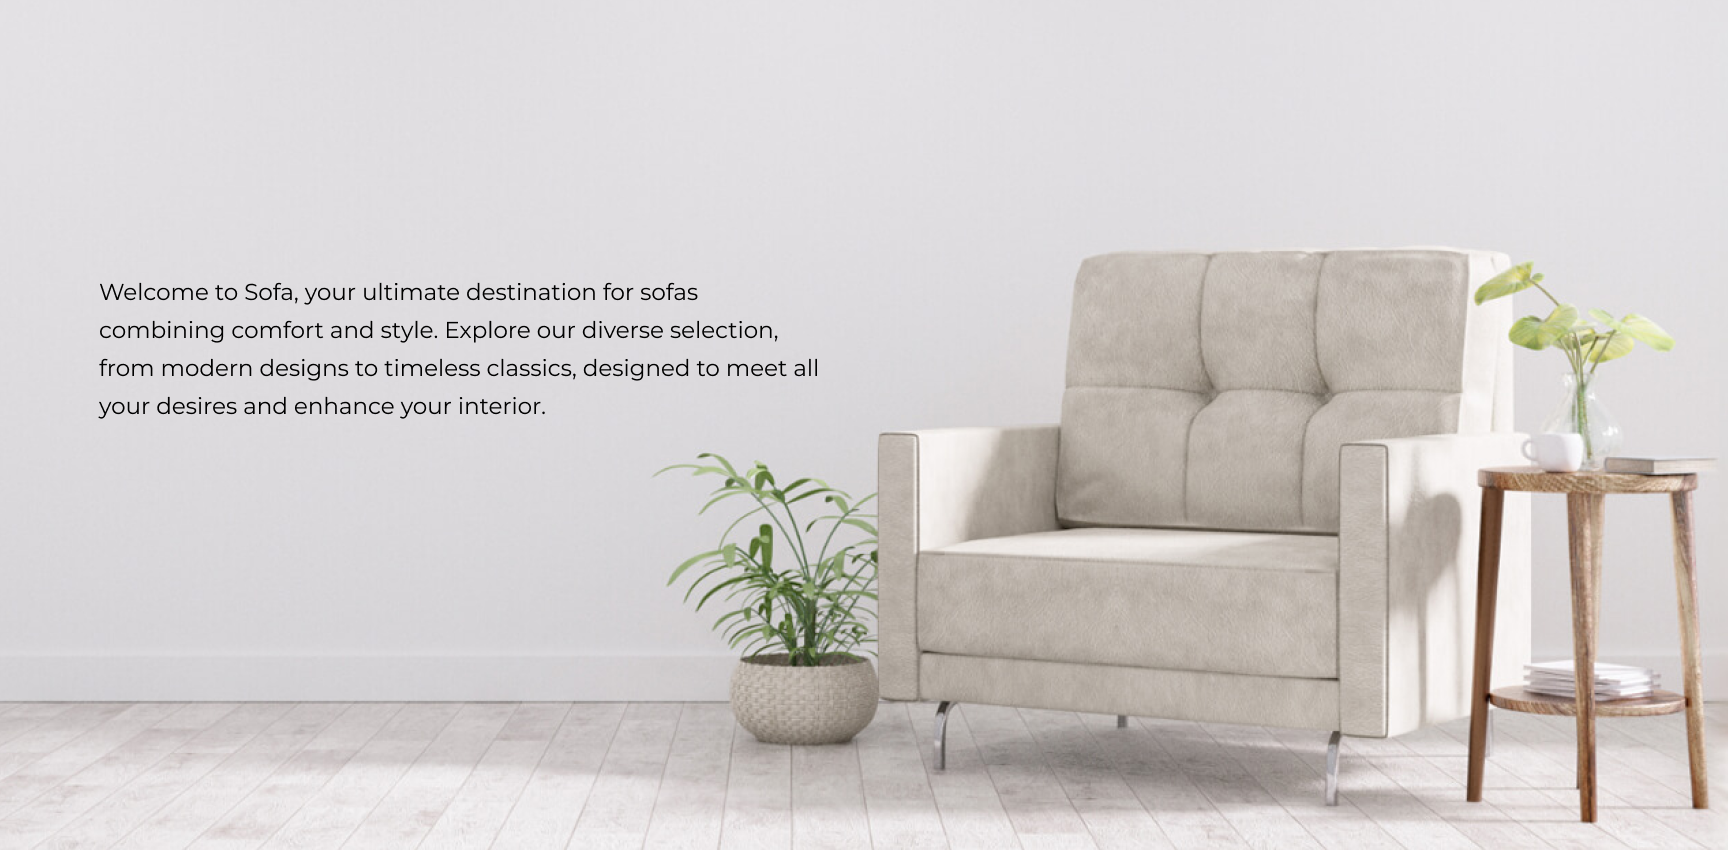 Welcome to Sofa, your ultimate destination for sofas
combining comfort and style. Explore our diverse selection,
from modern designs to timeless classics, designed to meet all
your desires and enhance your interior.